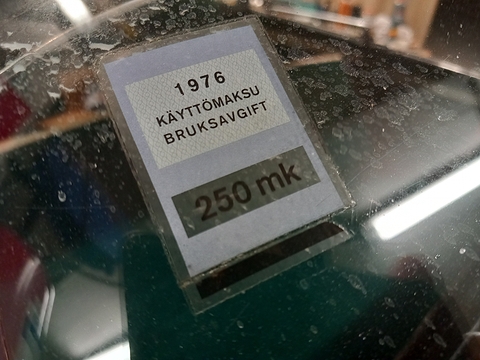 1976
KÄYTTÖMAKSU
BRUKSAVGIFT
250 mk